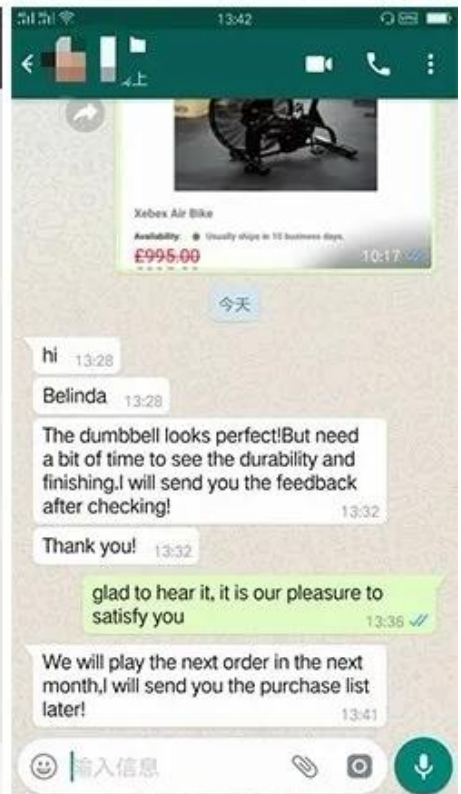 13:42
上
Xebex Air Bike
Availability: Usually ships in 10 business days.
£995.00
10:17
今天
hi 13:28
Belinda 13:28
The dumbbell looks perfect!But need
a bit of time to see the durability and
finishing.I will send you the feedback
after checking!
13:32
Thank you! 13:32
glad to hear it, it is our pleasure to
satisfy you
13:36
We will play the next order in the next
month,I will send you the purchase list
later!
13:41
输入信息